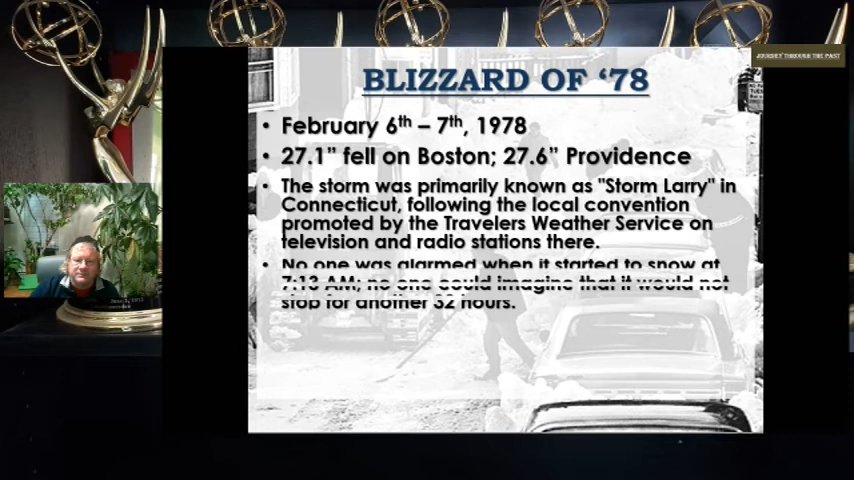 JOURNEY THROUGH THE PAST
BLIZZARD OF ‘78
• February 6th – 7th, 1978
• 27.1” fell on Boston; 27.6” Providence
• The storm was primarily known as "Storm Larry" in
Connecticut, following the local convention
promoted by the Travelers Weather Service on
television and radio stations there.
• No one was alarmed when it started to snow at
7:13 AM; no one could imagine that it would not
stop for another 32 hours.